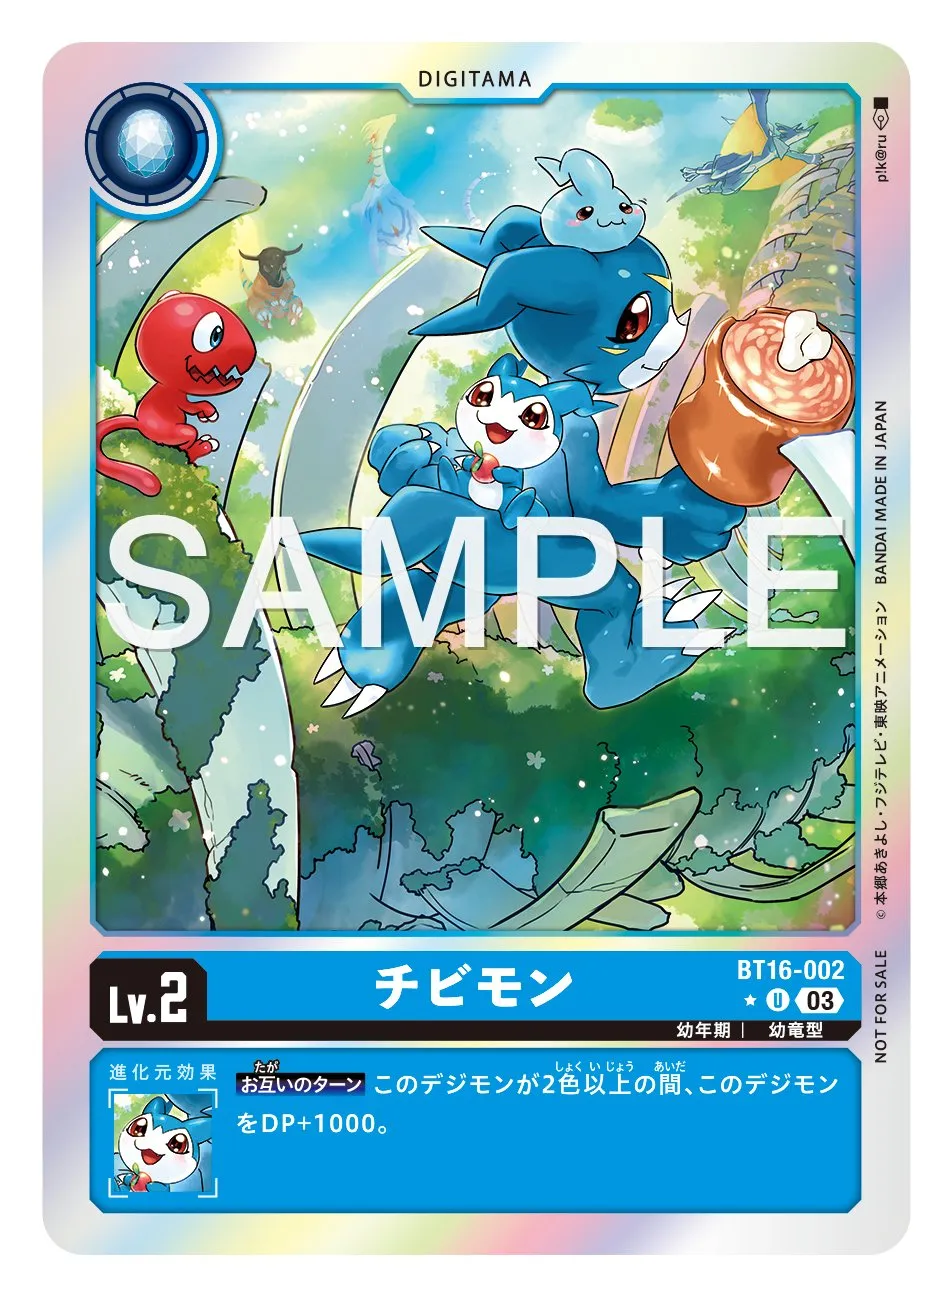 DIGITAMA
p!k@ru
SAMPLE
BANDAI MADE IN JAPAN
© 本郷あきよし・フジテレビ・東映アニメーション
NOT FOR SALE
Lv.2
チビモン
BT16-002
U 03
幼年期 | 幼竜型
進化元効果
たが しょく い じょう あいだ
お互いのターン このデジモンが2色以上の間、このデジモン
をDP+1000。